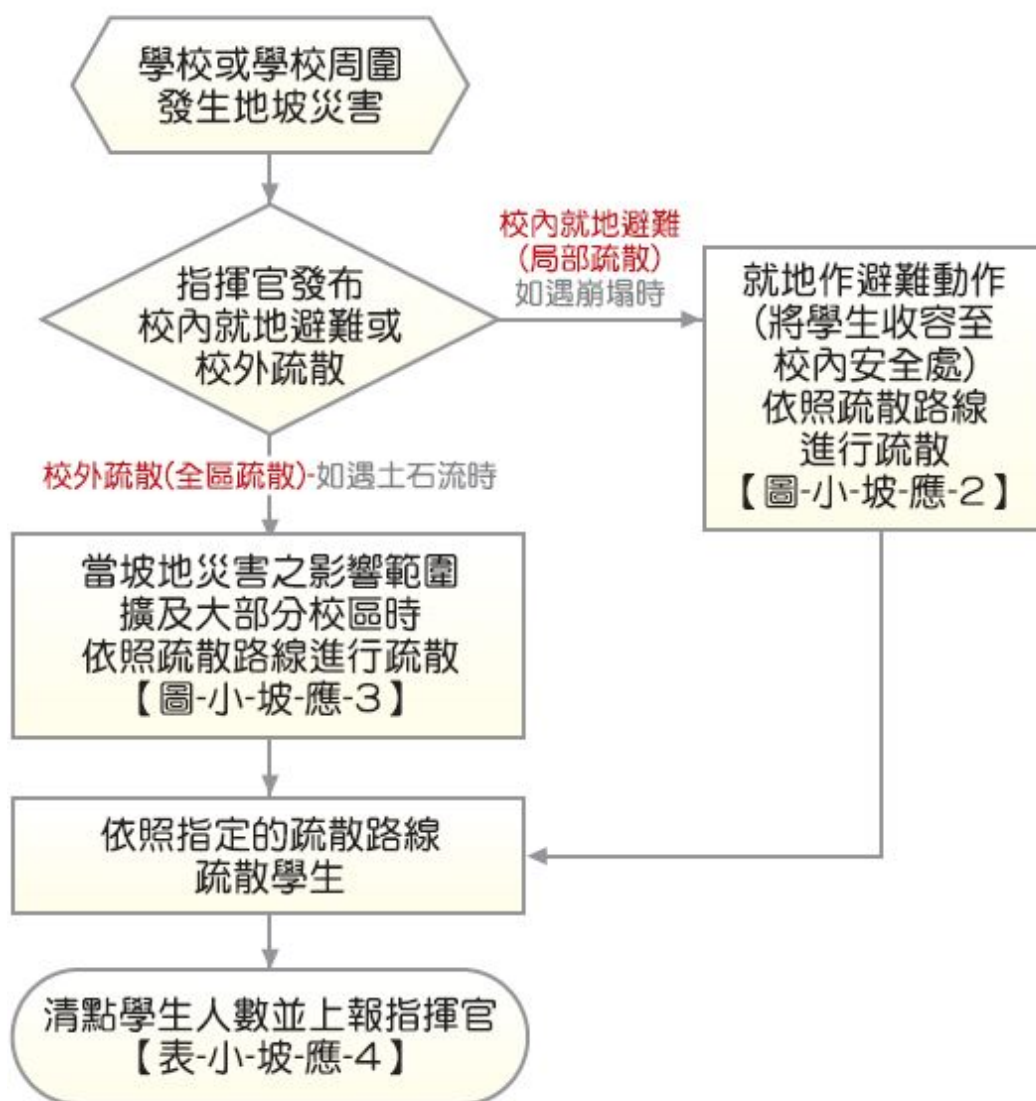 學校或學校周圍
發生地坡災害
指揮官發布
校內就地避難或
校外疏散
校內就地避難
(局部疏散)
如遇崩塌時
就地作避難動作
(將學生收容至
校內安全處)
依照疏散路線
進行疏散
【圖-小-坡-應-2】
校外疏散(全區疏散)-如遇土石流時
當坡地災害之影響範圍
擴及大部分校區時
依照疏散路線進行疏散
【圖-小-坡-應-3】
依照指定的疏散路線
疏散學生
清點學生人數並上報指揮官
【表-小-坡-應-4】